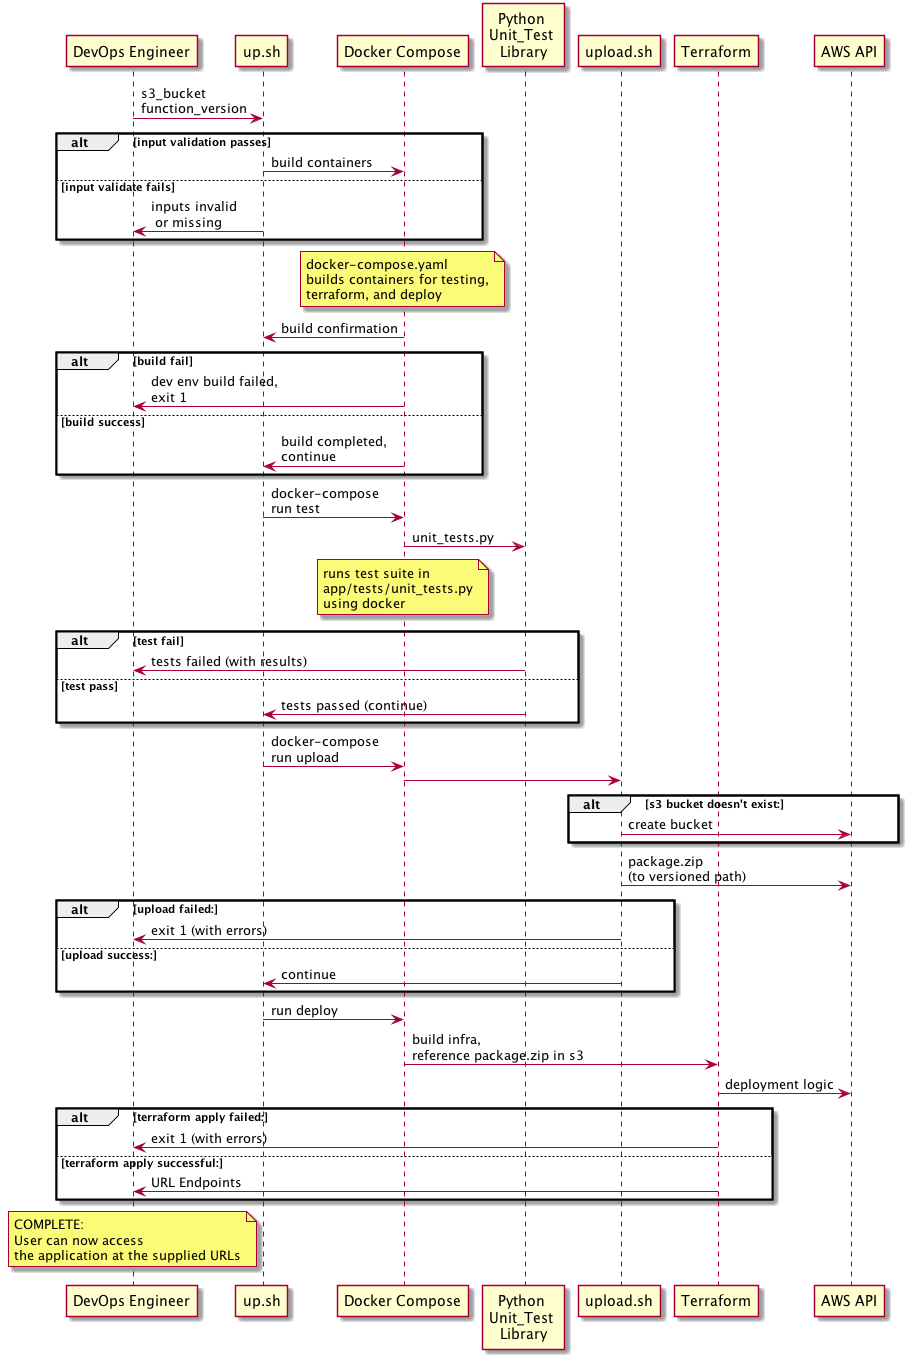 DevOps Engineer
up.sh
Docker Compose
Python
Unit_Test
Library
upload.sh
Terraform
AWS API
s3_bucket
function_version
alt
[input validation passes]
build containers
[input validate fails]
inputs invalid
or missing
docker-compose.yaml
builds containers for testing,
terraform, and deploy
build confirmation
alt
[build fail]
dev env build failed,
exit 1
[build success]
build completed,
continue
docker-compose
run test
unit_tests.py
runs test suite in
app/tests/unit_tests.py
using docker
alt
[test fail]
tests failed (with results)
[test pass]
tests passed (continue)
docker-compose
run upload
alt
[s3 bucket doesn't exist:]
create bucket
package.zip
(to versioned path)
alt
[upload failed:]
exit 1 (with errors)
[upload success:]
continue
run deploy
build infra,
reference package.zip in s3
deployment logic
alt
[terraform apply failed:]
exit 1 (with errors)
[terraform apply successful:]
URL Endpoints
COMPLETE:
User can now access
the application at the supplied URLs
DevOps Engineer
up.sh
Docker Compose
Python
Unit_Test
Library
upload.sh
Terraform
AWS API